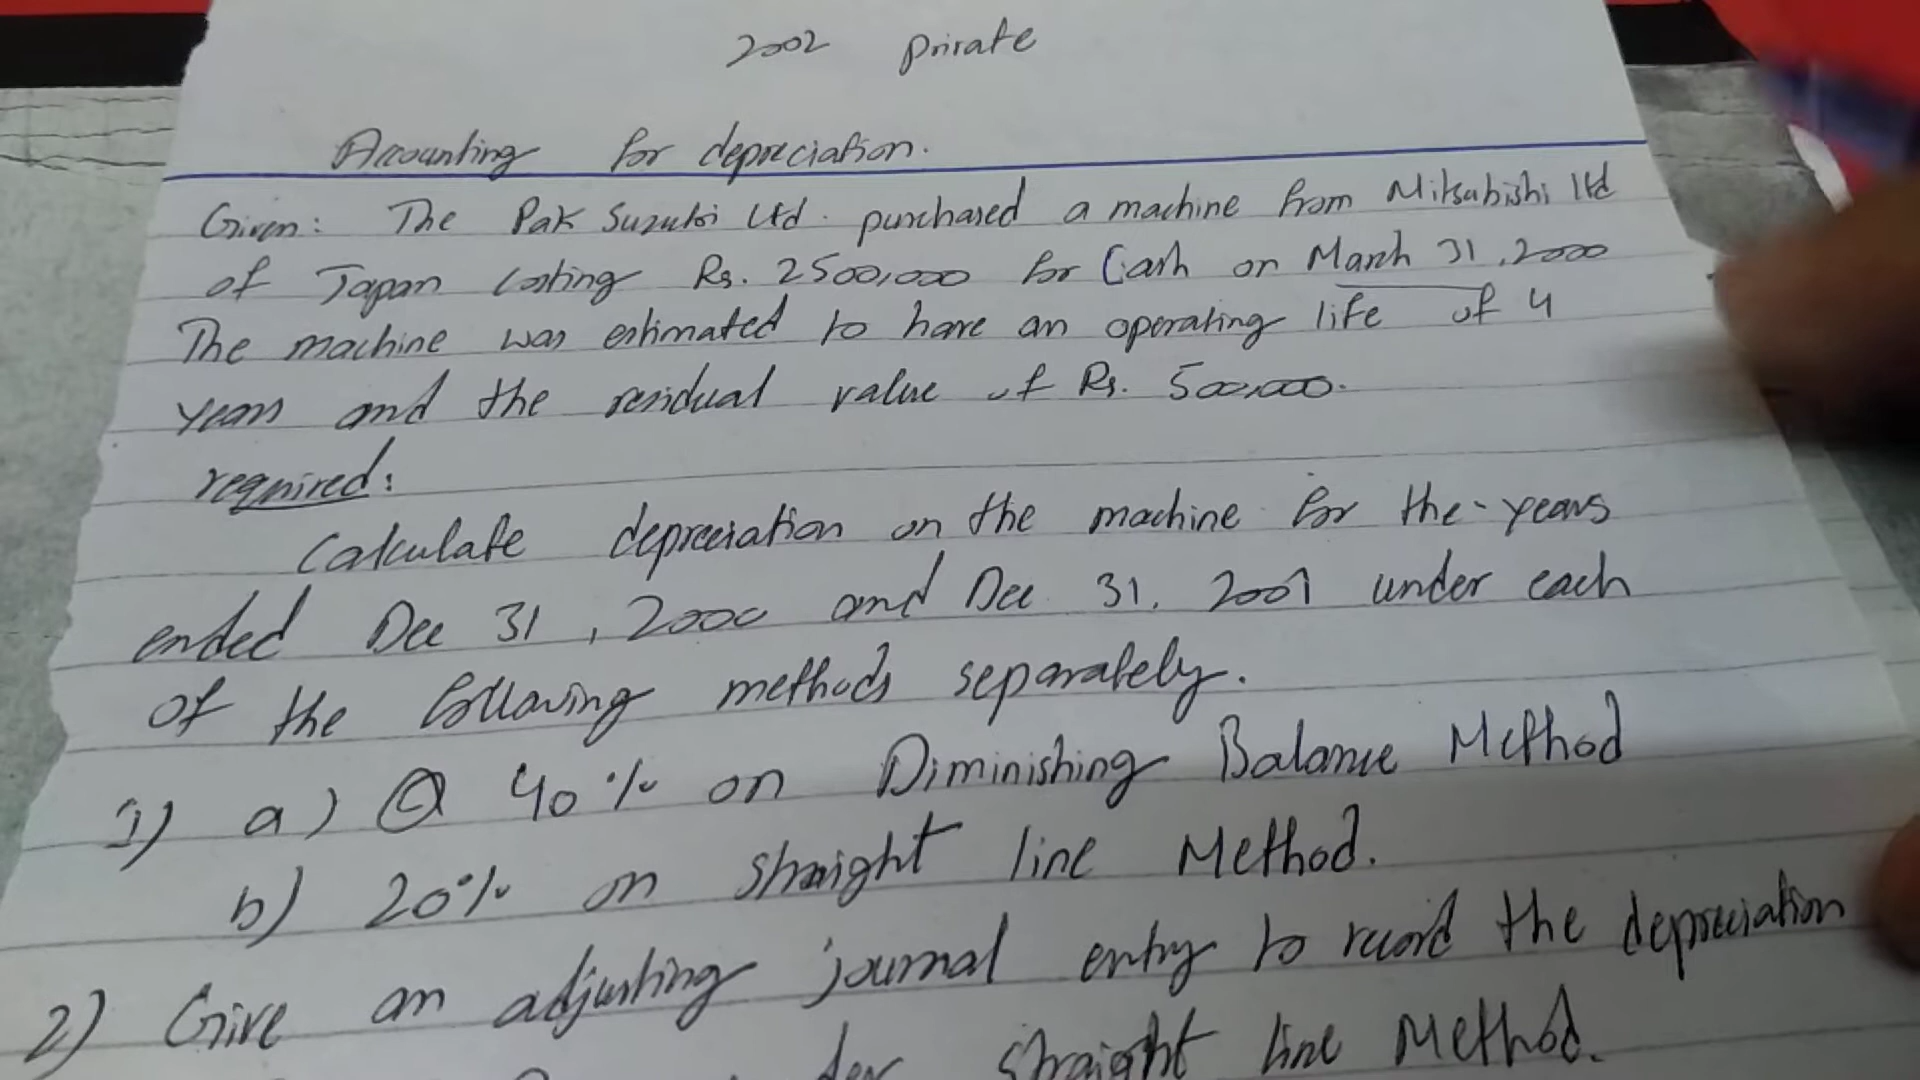 2002 private
Accounting for depreciation.
Given: The Pak Suzuki Ltd. purchased a machine from Mitsubishi ltd
of Japan costing Rs. 2500,000 for Cash on March 31, 2000
The machine was estimated to have an operating life of 4
years and the residual value of Rs. 500,000.
required:
Calculate depreciation on the machine for the years
ended Dec 31, 2000 and Dec 31, 2001 under each
of the following methods separately.
1) a) @ 40% on Diminishing Balance Method
b) 20% on straight line Method.
2) Give an adjusting journal entry to record the depreciation
straight line Method.